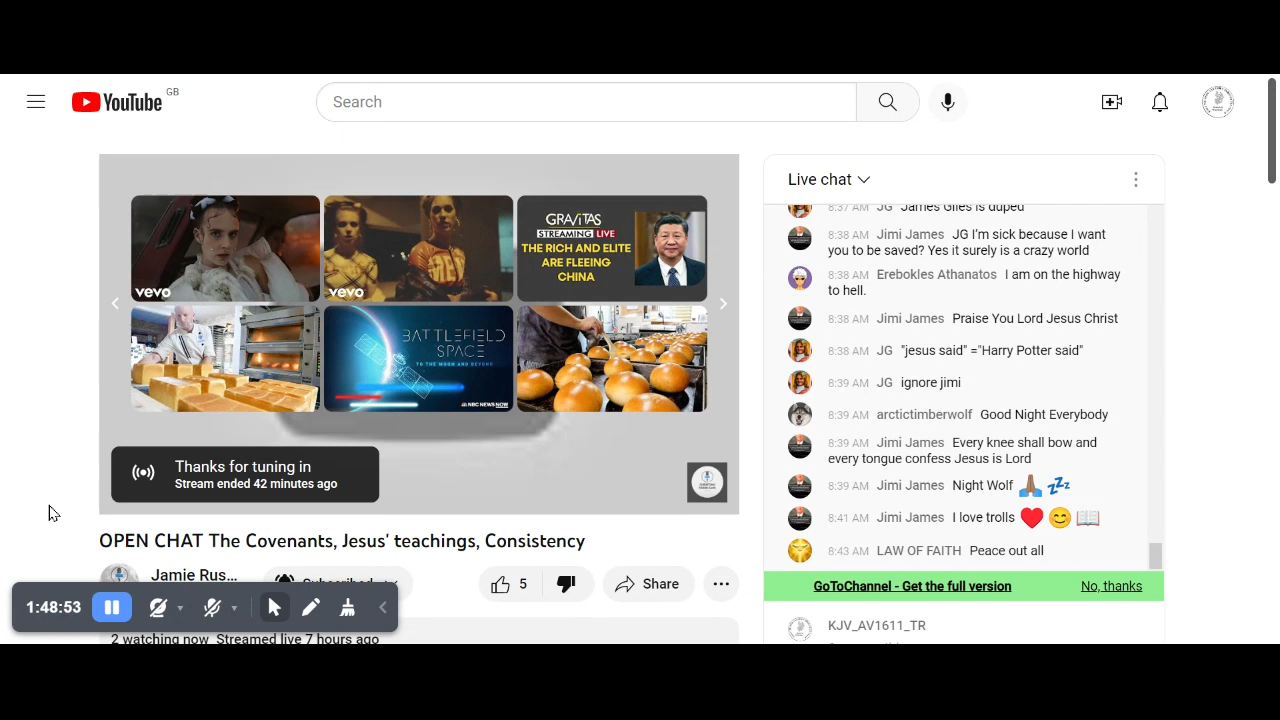 YouTube GB
Search
vevo
vevo
GRAVITAS
STREAMING LIVE
THE RICH AND ELITE
ARE FLEEING
CHINA
BATTLEFIELD
SPACE
TO THE MOON AND BEYOND
NBC NEWS NOW
Thanks for tuning in
Stream ended 42 minutes ago
OPEN CHAT The Covenants, Jesus' teachings, Consistency
Jamie Rus...
Subscribed
5
Share
1:48:53
2 watching now Streamed live 7 hours ago
Live chat
8:37 AM JG James Giles is duped
8:38 AM Jimi James JG I'm sick because I want
you to be saved? Yes it surely is a crazy world
8:38 AM Erebokles Athanatos I am on the highway
to hell.
8:38 AM Jimi James Praise You Lord Jesus Christ
8:38 AM JG "jesus said" ="Harry Potter said"
8:39 AM JG ignore jimi
8:39 AM arctictimberwolf Good Night Everybody
8:39 AM Jimi James Every knee shall bow and
every tongue confess Jesus is Lord
8:39 AM Jimi James Night Wolf 🙏🏽 💤
8:41 AM Jimi James I love trolls ❤️ 😊 📖
8:43 AM LAW OF FAITH Peace out all
GoToChannel - Get the full version No, thanks
KJV_AV1611_TR